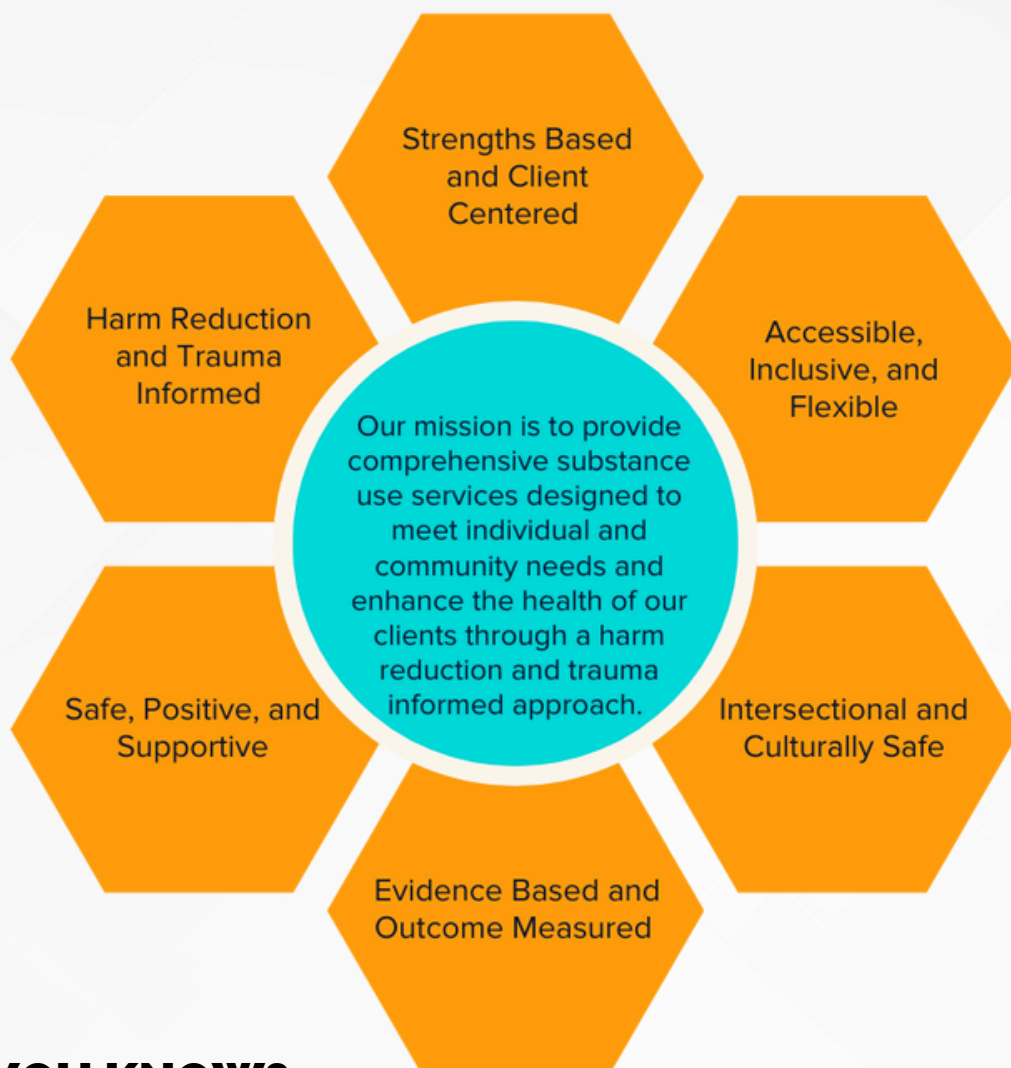 Strengths Based
and Client
Centered
Harm Reduction
and Trauma
Informed
Accessible,
Inclusive, and
Flexible
Our mission is to provide
comprehensive substance
use services designed to
meet individual and
community needs and
enhance the health of our
clients through a harm
reduction and trauma
informed approach.
Safe, Positive, and
Supportive
Intersectional and
Culturally Safe
Evidence Based and
Outcome Measured